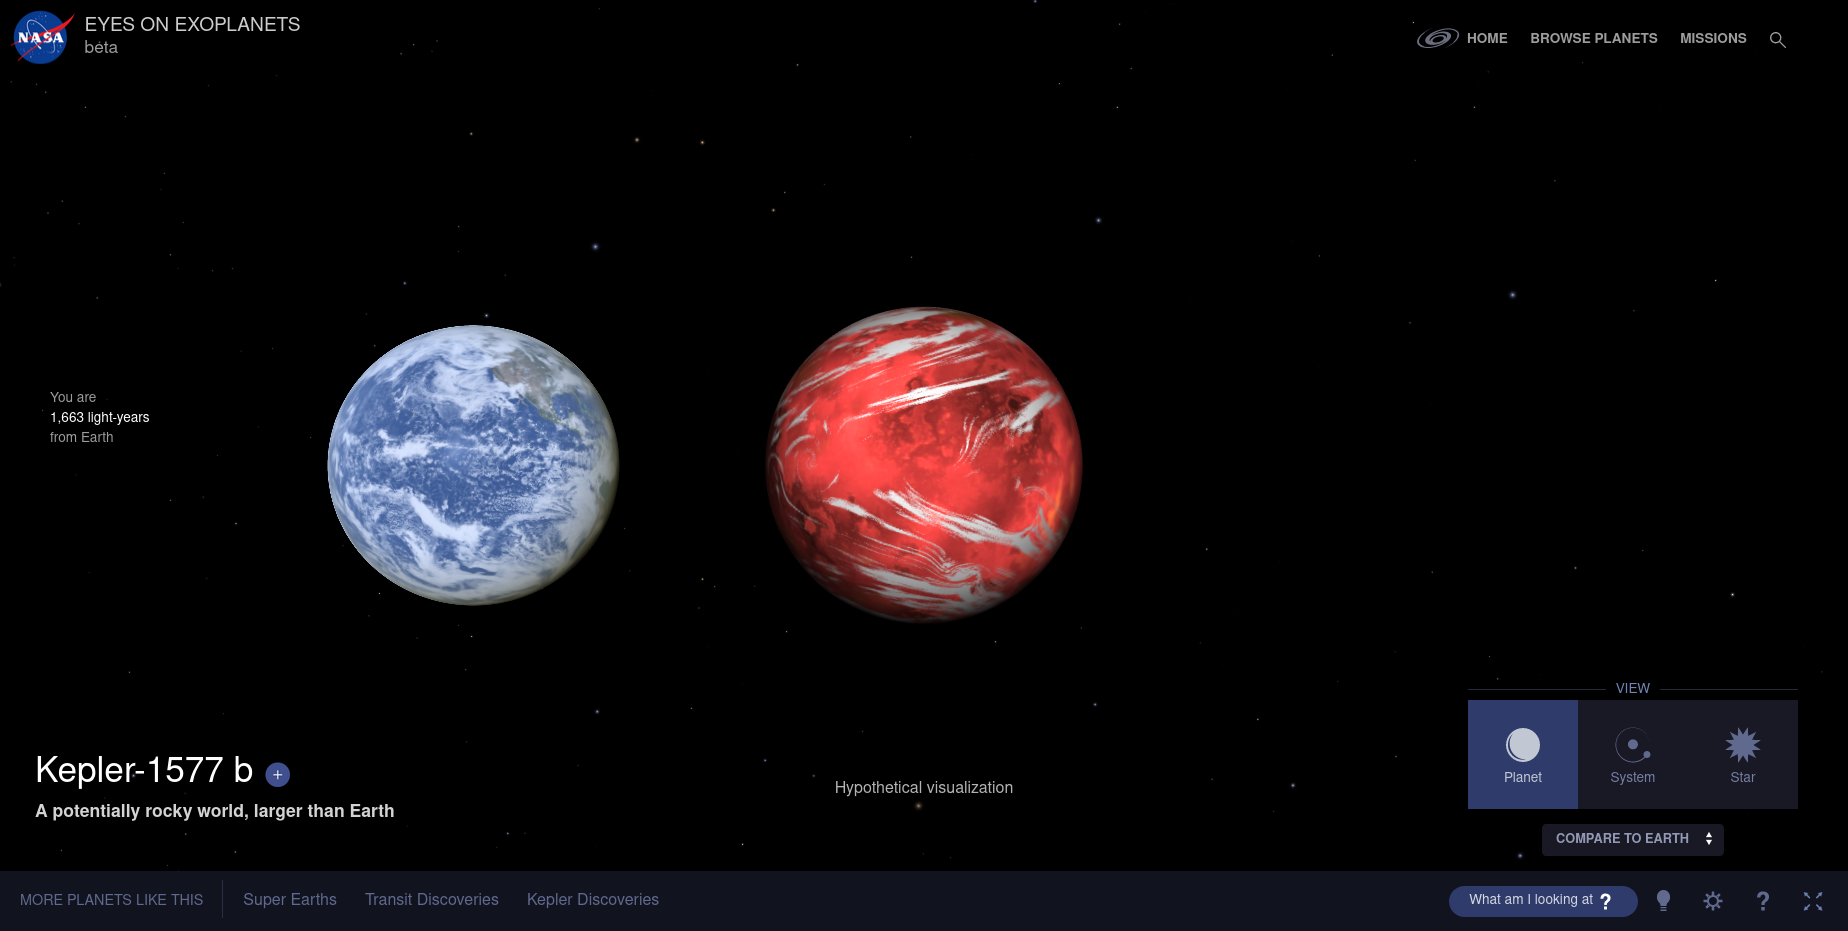 NASA
EYES ON EXOPLANETS
beta
HOME
BROWSE PLANETS
MISSIONS
You are
1,663 light-years
from Earth
Kepler-1577 b +
A potentially rocky world, larger than Earth
Hypothetical visualization
VIEW
Planet
System
Star
COMPARE TO EARTH
MORE PLANETS LIKE THIS
Super Earths
Transit Discoveries
Kepler Discoveries
What am I looking at ?
?